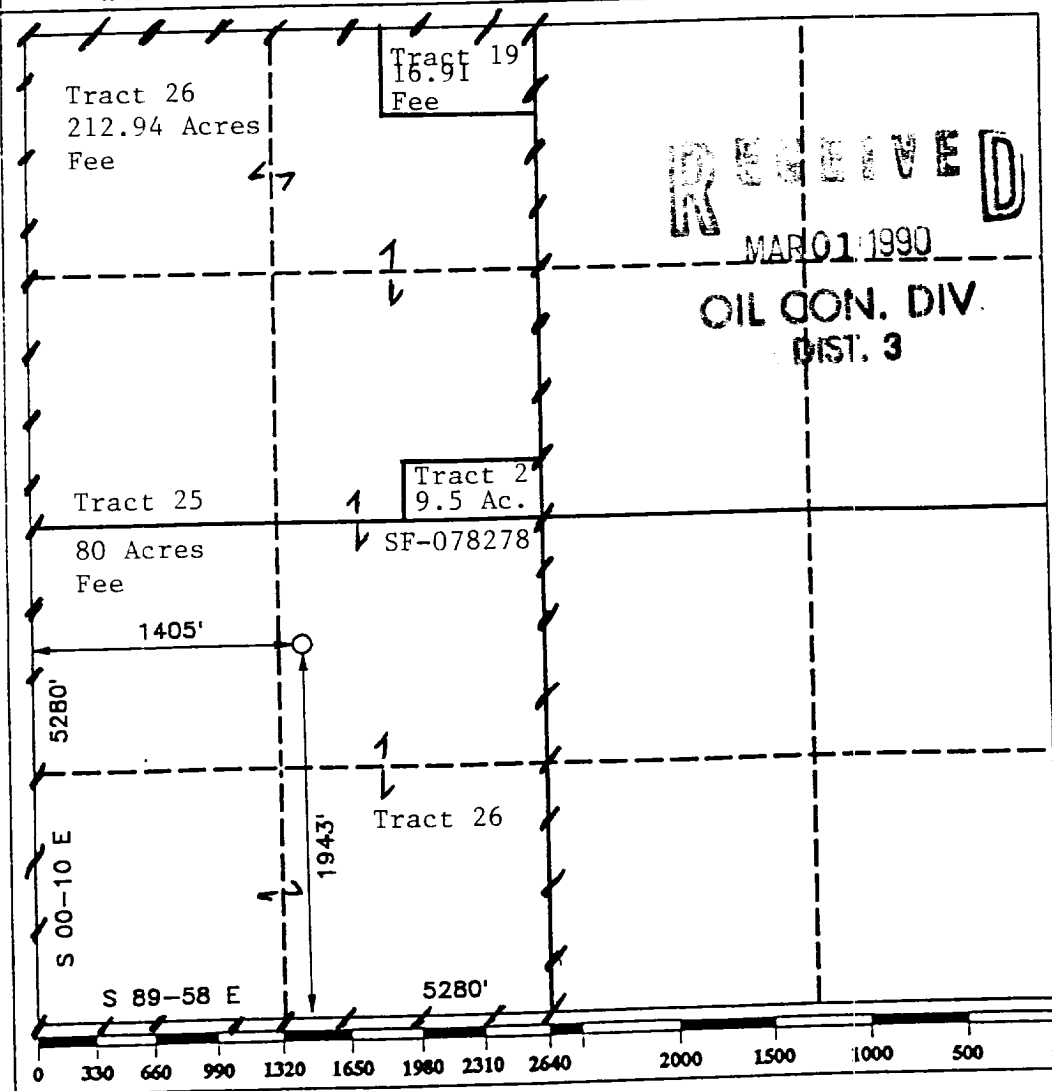 Tract 19
16.91
Fee
Tract 26
212.94 Acres
Fee
RECEIVED
MAR 01 1990
OIL CON. DIV.
DIST. 3
Tract 2
9.5 Ac.
Tract 25
SF-078278
80 Acres
Fee
1405'
5280'
1943'
Tract 26
S 00-10 E
S 89-58 E
5280'
0 330 660 990 1320 1650 1980 2310 2640 2000 1500 1000 500